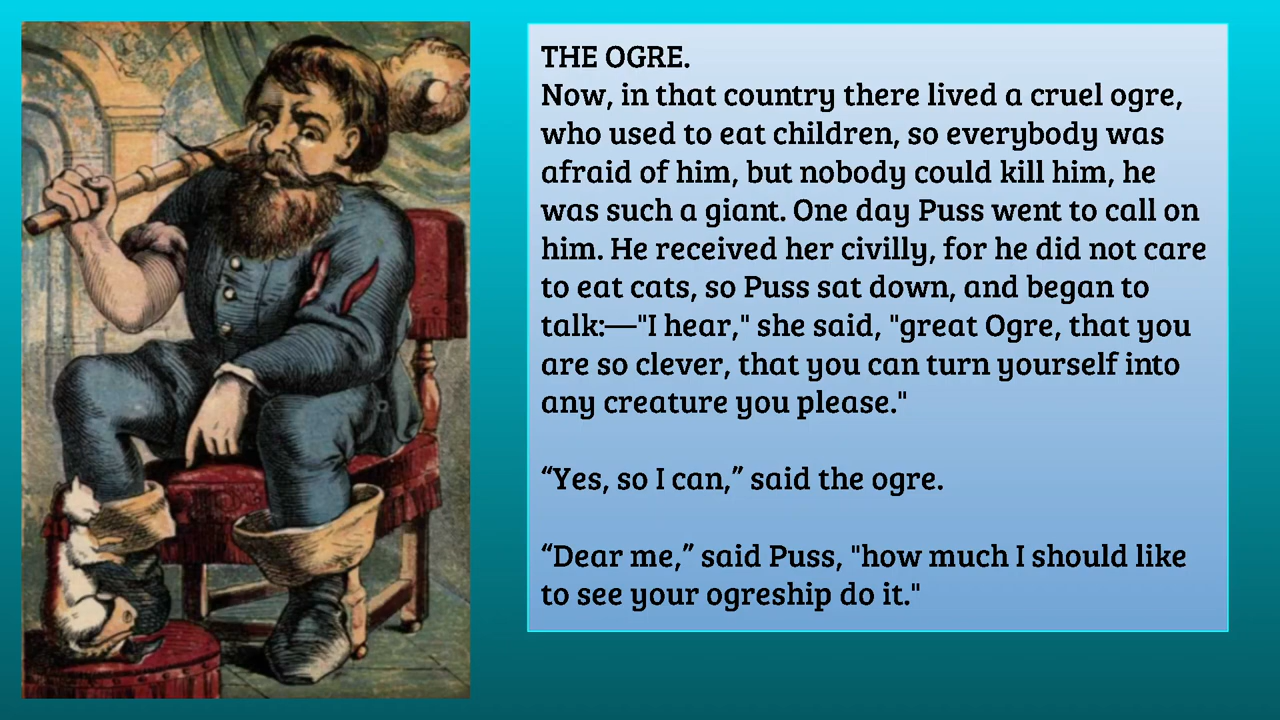 THE OGRE.
Now, in that country there lived a cruel ogre,
who used to eat children, so everybody was
afraid of him, but nobody could kill him, he
was such a giant. One day Puss went to call on
him. He received her civilly, for he did not care
to eat cats, so Puss sat down, and began to
talk:—"I hear," she said, "great Ogre, that you
are so clever, that you can turn yourself into
any creature you please."
“Yes, so I can,” said the ogre.
“Dear me,” said Puss, "how much I should like
to see your ogreship do it."